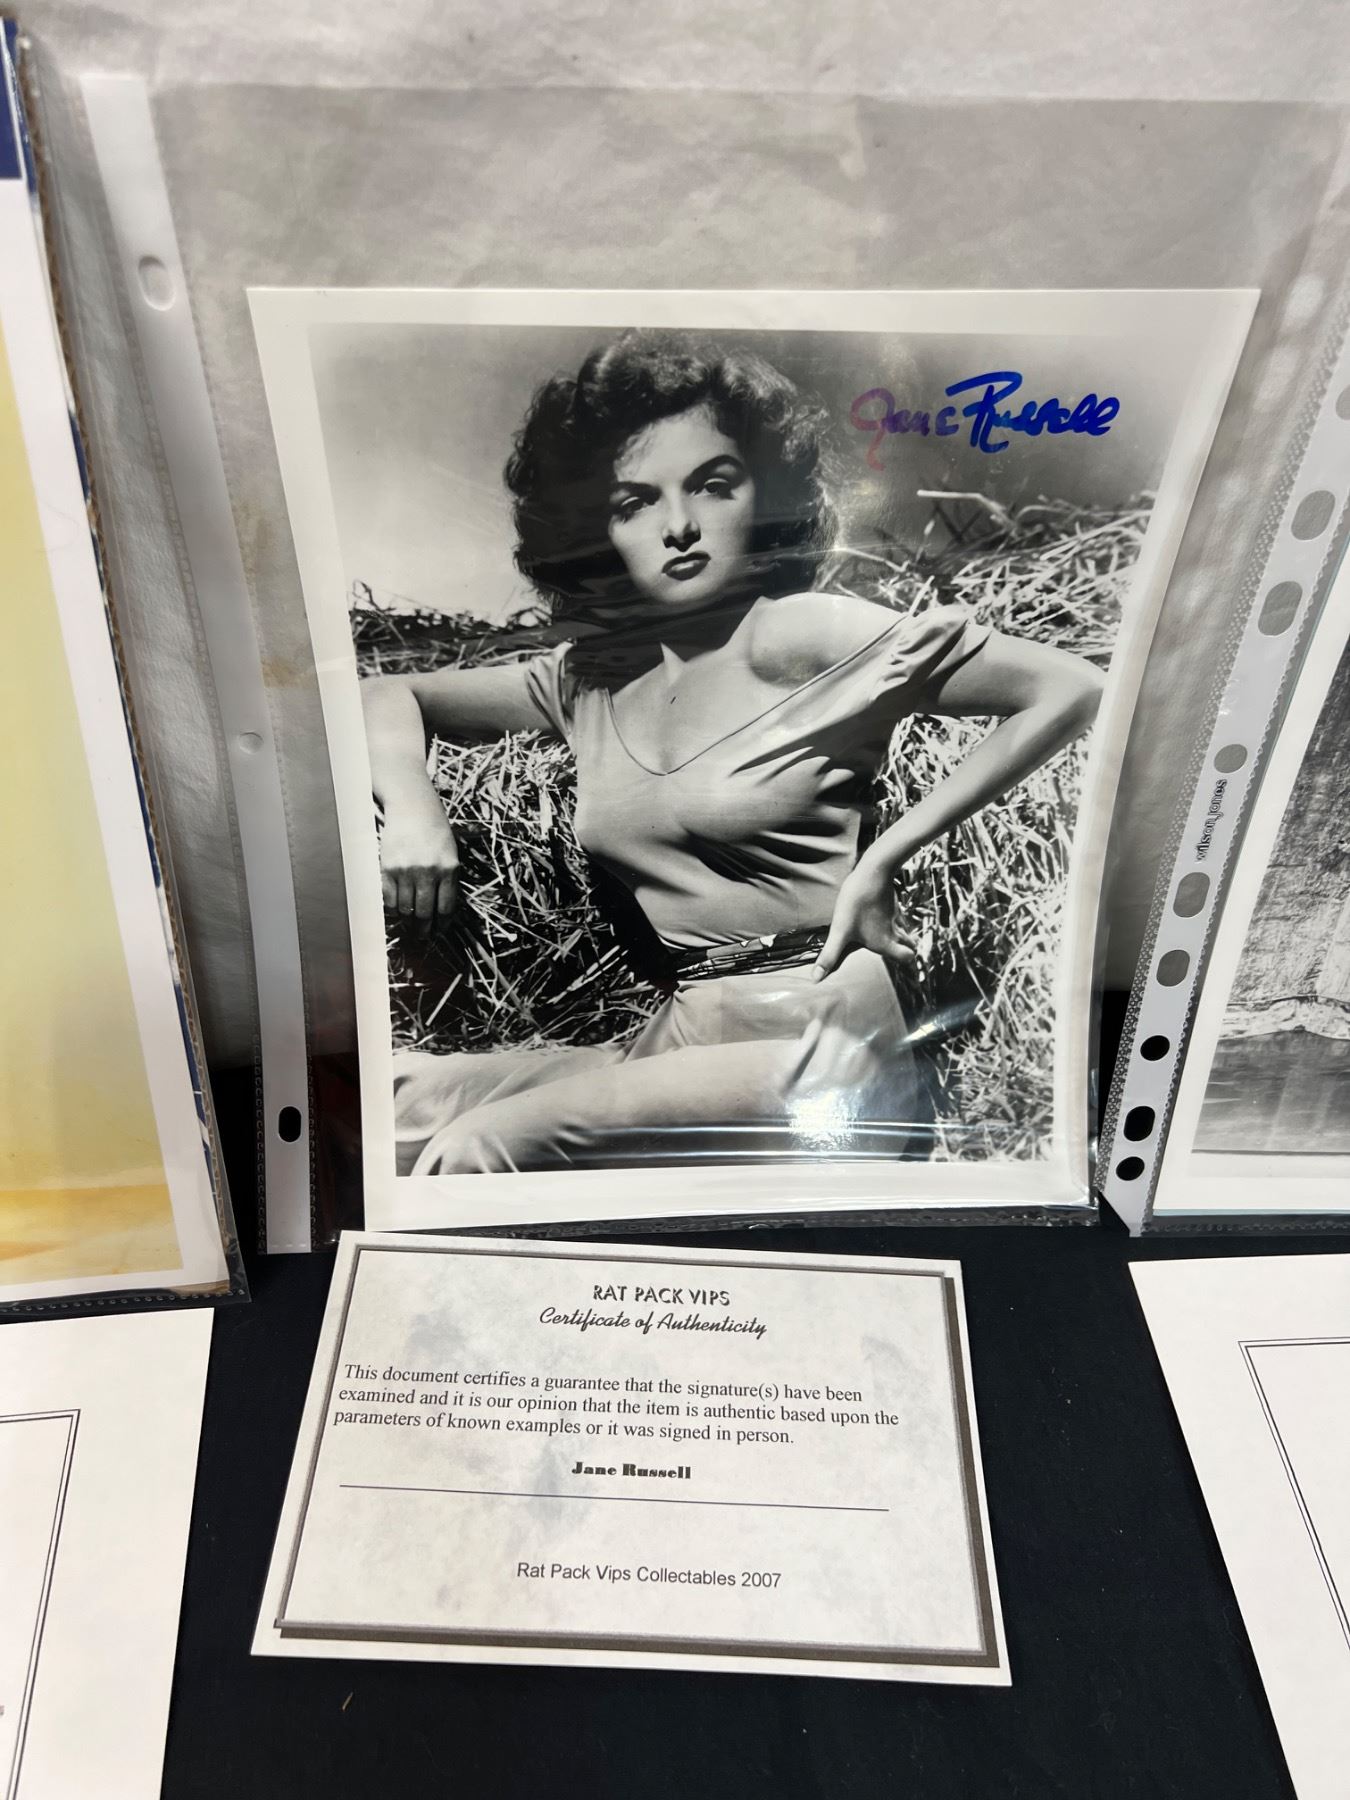 Jane Russell
wilson jones
RAT PACK VIPS
Certificate of Authenticity
This document certifies a guarantee that the signature(s) have been
examined and it is our opinion that the item is authentic based upon the
parameters of known examples or it was signed in person.
Jane Russell
Rat Pack Vips Collectables 2007